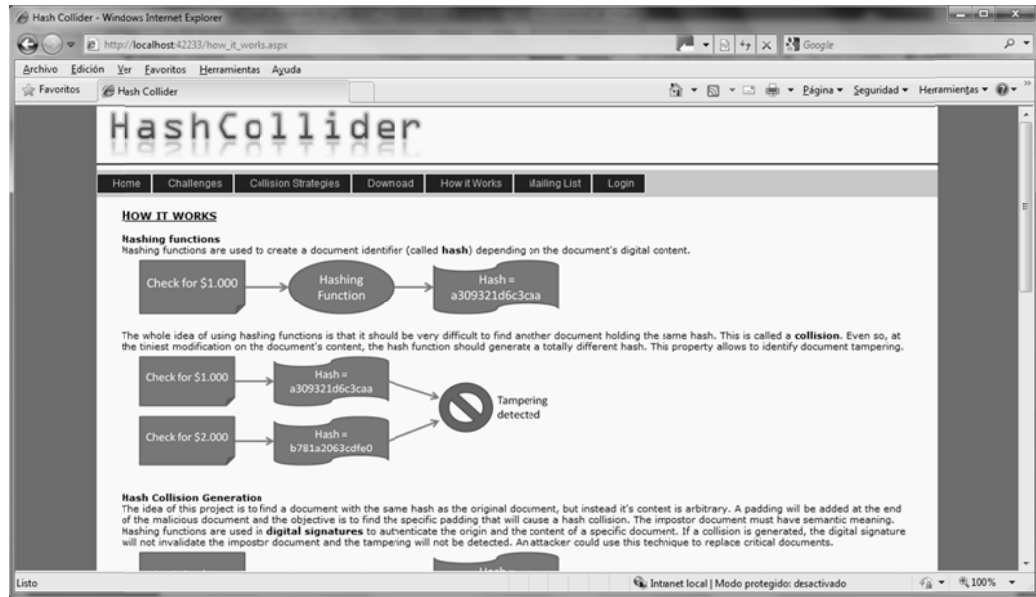 Hash Collider - Windows Internet Explorer
http://localhost:42233/how_it_works.aspx
Google
Archivo Edición Ver Favoritos Herramientas Ayuda
Favoritos Hash Collider Página Seguridad Herramientas
HashCollider
Home Challenges Collision Strategies Download How it Works Mailing List Login
HOW IT WORKS
Hashing functions
Hashing functions are used to create a document identifier (called hash) depending on the document's digital content.
Check for $1.000 Hashing Function Hash = a309321d6c3caa
The whole idea of using hashing functions is that it should be very difficult to find another document holding the same hash. This is called a collision. Even so, at
the tiniest modification on the document's content, the hash function should generate a totally different hash. This property allows to identify document tampering.
Check for $1.000 Hash = a309321d6c3caa
Tampering detected
Check for $2.000 Hash = b781a2063cdfe0
Hash Collision Generation
The idea of this project is to find a document with the same hash as the original document, but instead it's content is arbitrary. A padding will be added at the end
of the malicious document and the objective is to find the specific padding that will cause a hash collision. The impostor document must have semantic meaning.
Hashing functions are used in digital signatures to authenticate the origin and the content of a specific document. If a collision is generated, the digital signature
will not invalidate the impostor document and the tampering will not be detected. An attacker could use this technique to replace critical documents.
Listo Intranet local | Modo protegido: desactivado 100%